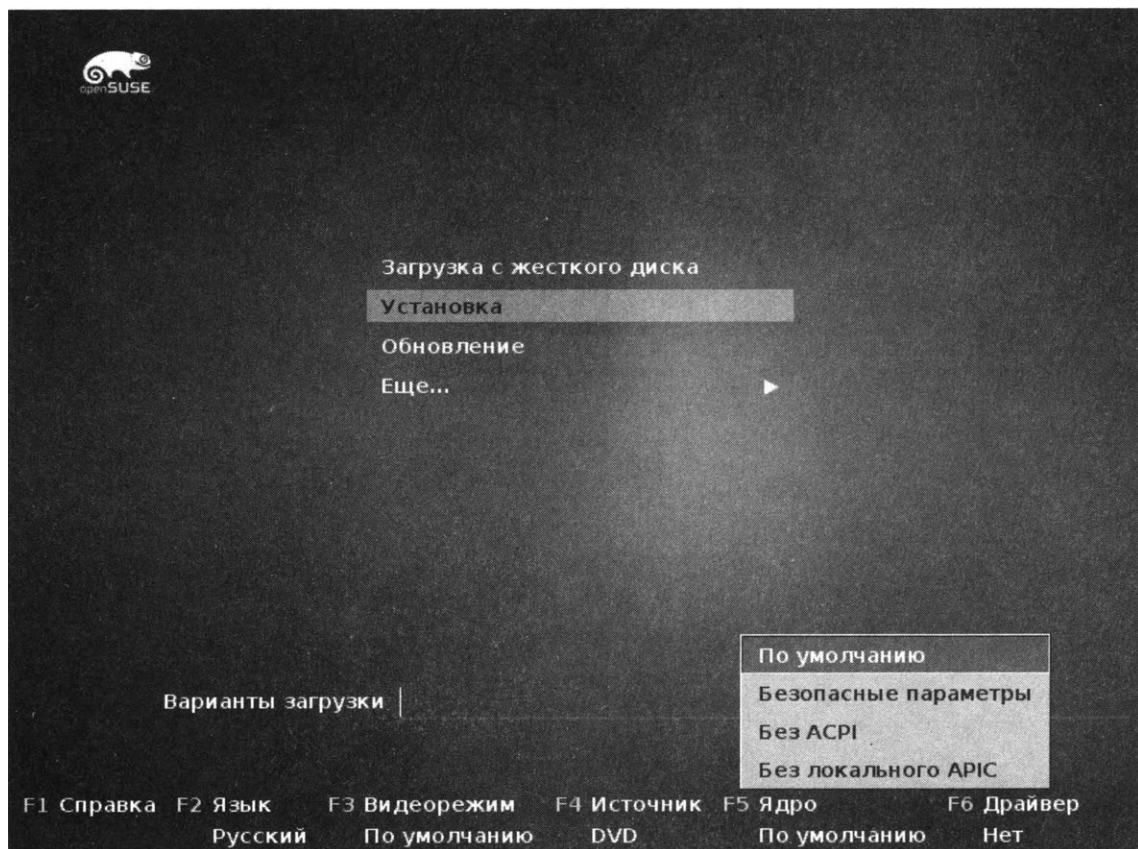 openSUSE
Загрузка с жесткого диска
Установка
Обновление
Еще...
По умолчанию
Безопасные параметры
Без ACPI
Без локального APIC
Варианты загрузки
F1 Справка F2 Язык F3 Видеорежим F4 Источник F5 Ядро F6 Драйвер
Русский По умолчанию DVD По умолчанию Нет